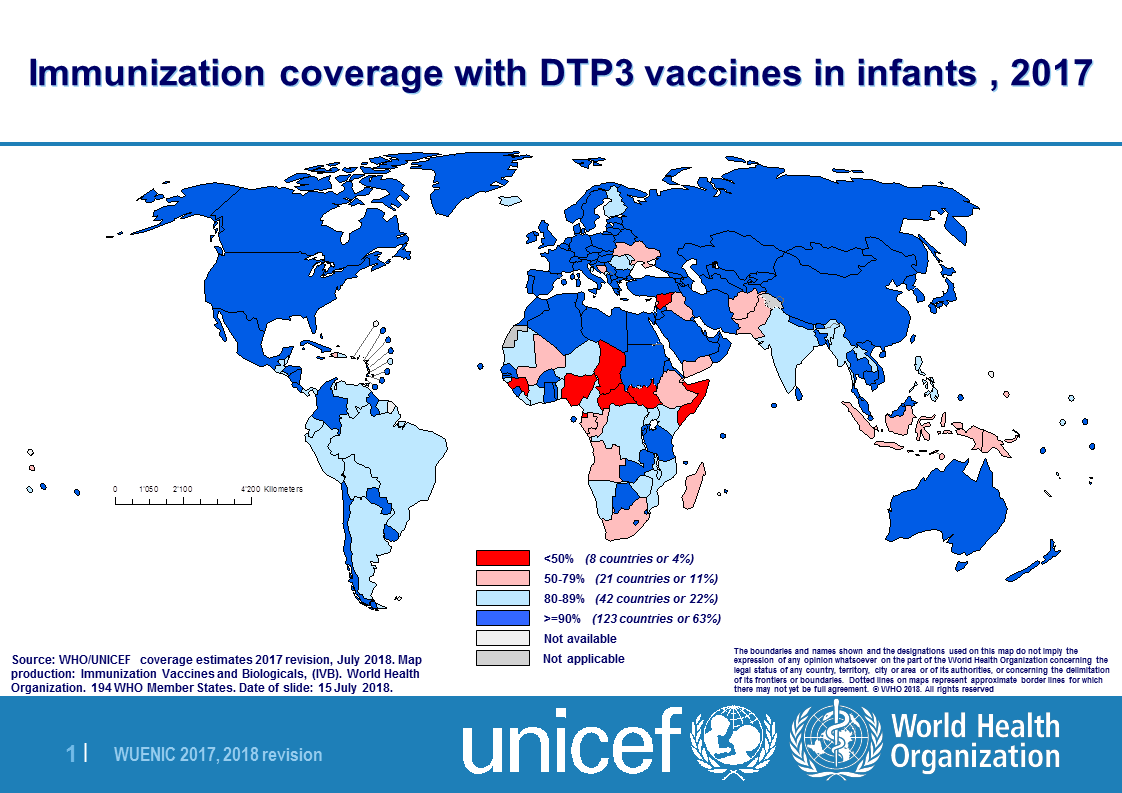 Immunization coverage with DTP3 vaccines in infants , 2017
0 1'050 2'100 4'200 Kilometers
<50% (8 countries or 4%)
50-79% (21 countries or 11%)
80-89% (42 countries or 22%)
>=90% (123 countries or 63%)
Not available
Not applicable
Source: WHO/UNICEF coverage estimates 2017 revision, July 2018. Map
production: Immunization Vaccines and Biologicals, (IVB). World Health
Organization. 194 WHO Member States. Date of slide: 15 July 2018.
The boundaries and names shown and the designations used on this map do not imply the
expression of any opinion whatsoever on the part of the World Health Organization concerning the
legal status of any country, territory, city or area or of its authorities, or concerning the delimitation
of its frontiers or boundaries. Dotted lines on maps represent approximate border lines for which
there may not yet be full agreement. © WHO 2018. All rights reserved
1 | WUENIC 2017, 2018 revision
unicef
World Health
Organization